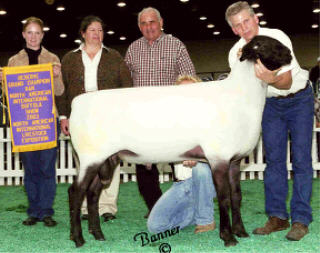 RESERVE
GRAND CHAMPION
RAM
NORTH AMERICAN
INTERNATIONAL
SUFFOLK
SHOW
2003
NORTH AMERICAN
INTERNATIONAL
LIVESTOCK
EXPOSITION
Banner
©